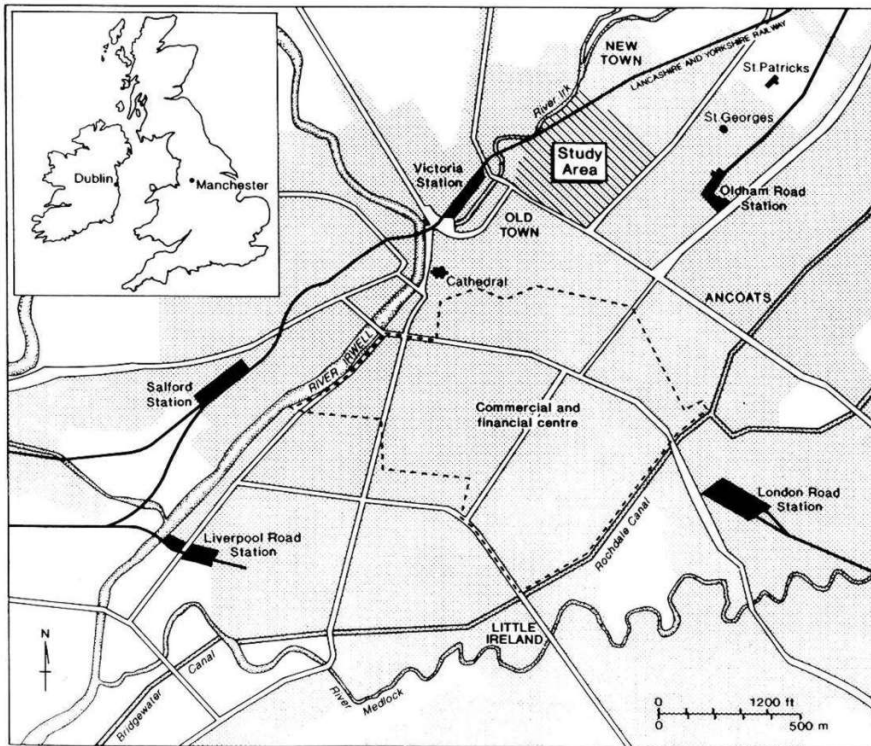 NEW
TOWN
LANCASHIRE AND YORKSHIRE RAILWAY
St. Patricks
River Irk
St. Georges
Dublin
Manchester
Victoria
Station
Study
Area
Oldham Road
Station
OLD
TOWN
Cathedral
ANCOATS
RIVER IRWELL
Salford
Station
Commercial and
financial centre
London Road
Station
Rochdale Canal
Liverpool Road
Station
LITTLE
IRELAND
N
Bridgewater Canal
River Medlock
0 1200 ft
0 500 m